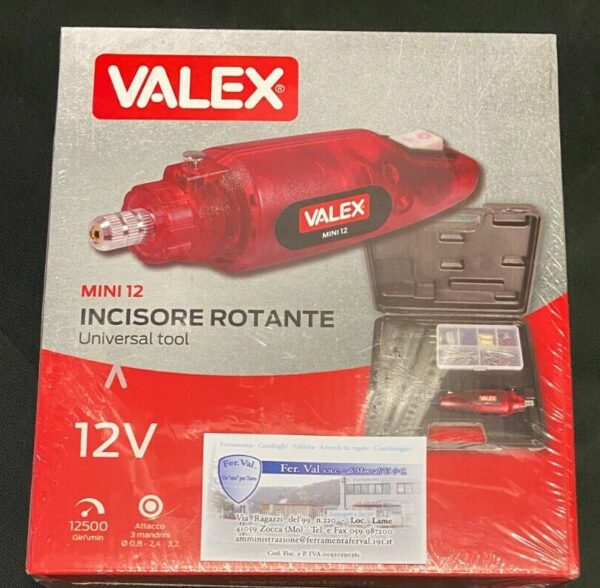 VALEX®
VALEX
MINI 12
MINI 12
INCISORE ROTANTE
Universal tool
12V
12500
Giri\min
Attacco
3 mandrini
Ø 0,8 - 2,4 - 3,2
Ferramenta - Casalinghi - Edilizia - Articoli da regalo - Giardinaggio
Fer. Val.
Fer. Val s.n.c.
Via Ragazzi del'99 n.220 - Loc. Lame
41059 Zocca (Mo) - Tel. e Fax 059 987200
amministrazione@ferramentaferval.191.it
Cod. Fisc. e P. IVA 00920590361